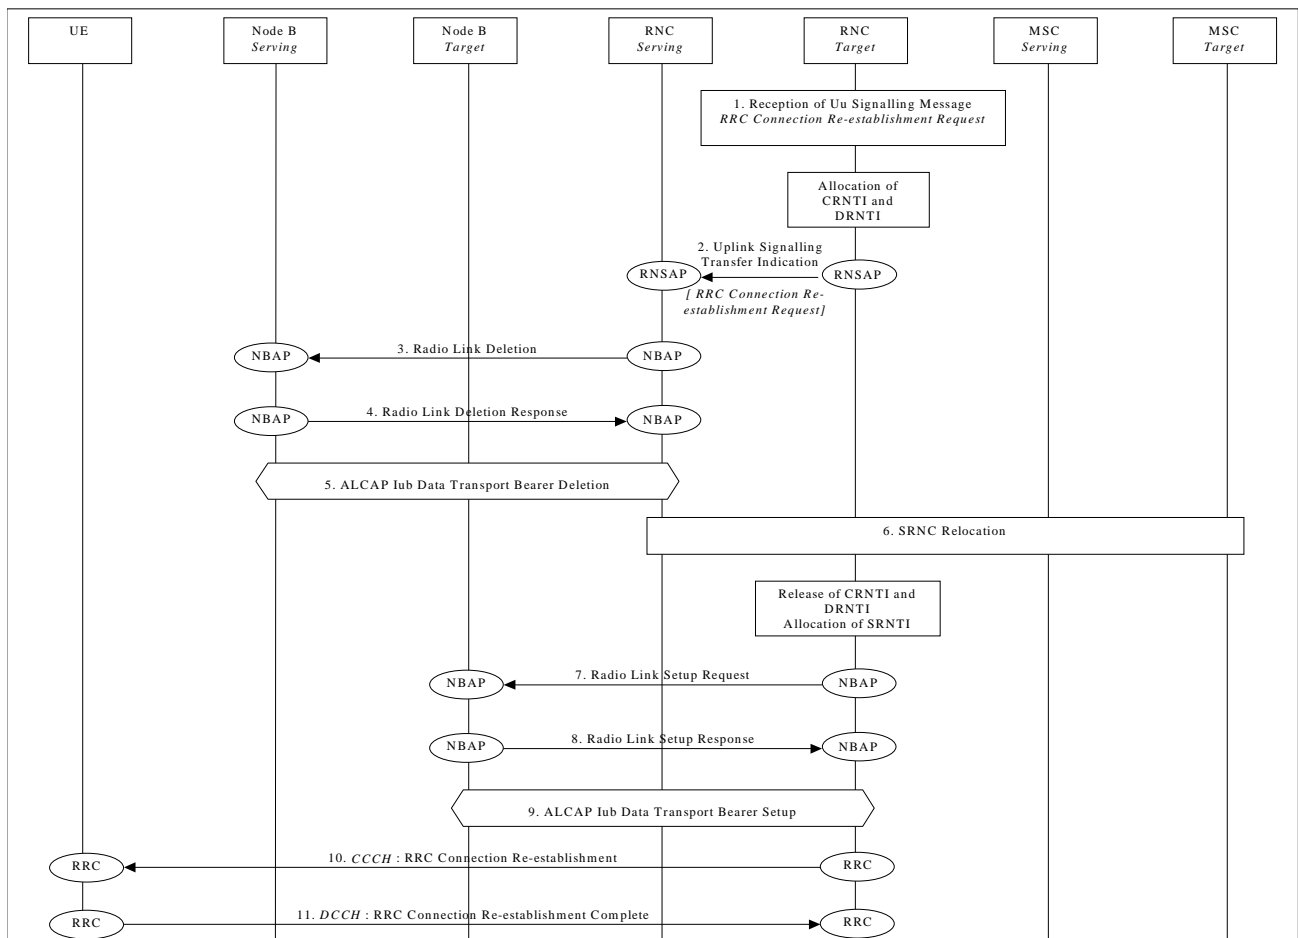 UE
Node B
Serving
Node B
Target
RNC
Serving
RNC
Target
MSC
Serving
MSC
Target
1. Reception of Uu Signalling Message
RRC Connection Re-establishment Request
Allocation of
CRNTI and
DRNTI
2. Uplink Signalling
Transfer Indication
RNSAP
RNSAP
[ RRC Connection Re-
establishment Request]
NBAP
3. Radio Link Deletion
NBAP
NBAP
4. Radio Link Deletion Response
NBAP
5. ALCAP Iub Data Transport Bearer Deletion
6. SRNC Relocation
Release of CRNTI and
DRNTI
Allocation of SRNTI
NBAP
7. Radio Link Setup Request
NBAP
NBAP
8. Radio Link Setup Response
NBAP
9. ALCAP Iub Data Transport Bearer Setup
RRC
10. CCCH : RRC Connection Re-establishment
RRC
RRC
11. DCCH : RRC Connection Re-establishment Complete
RRC